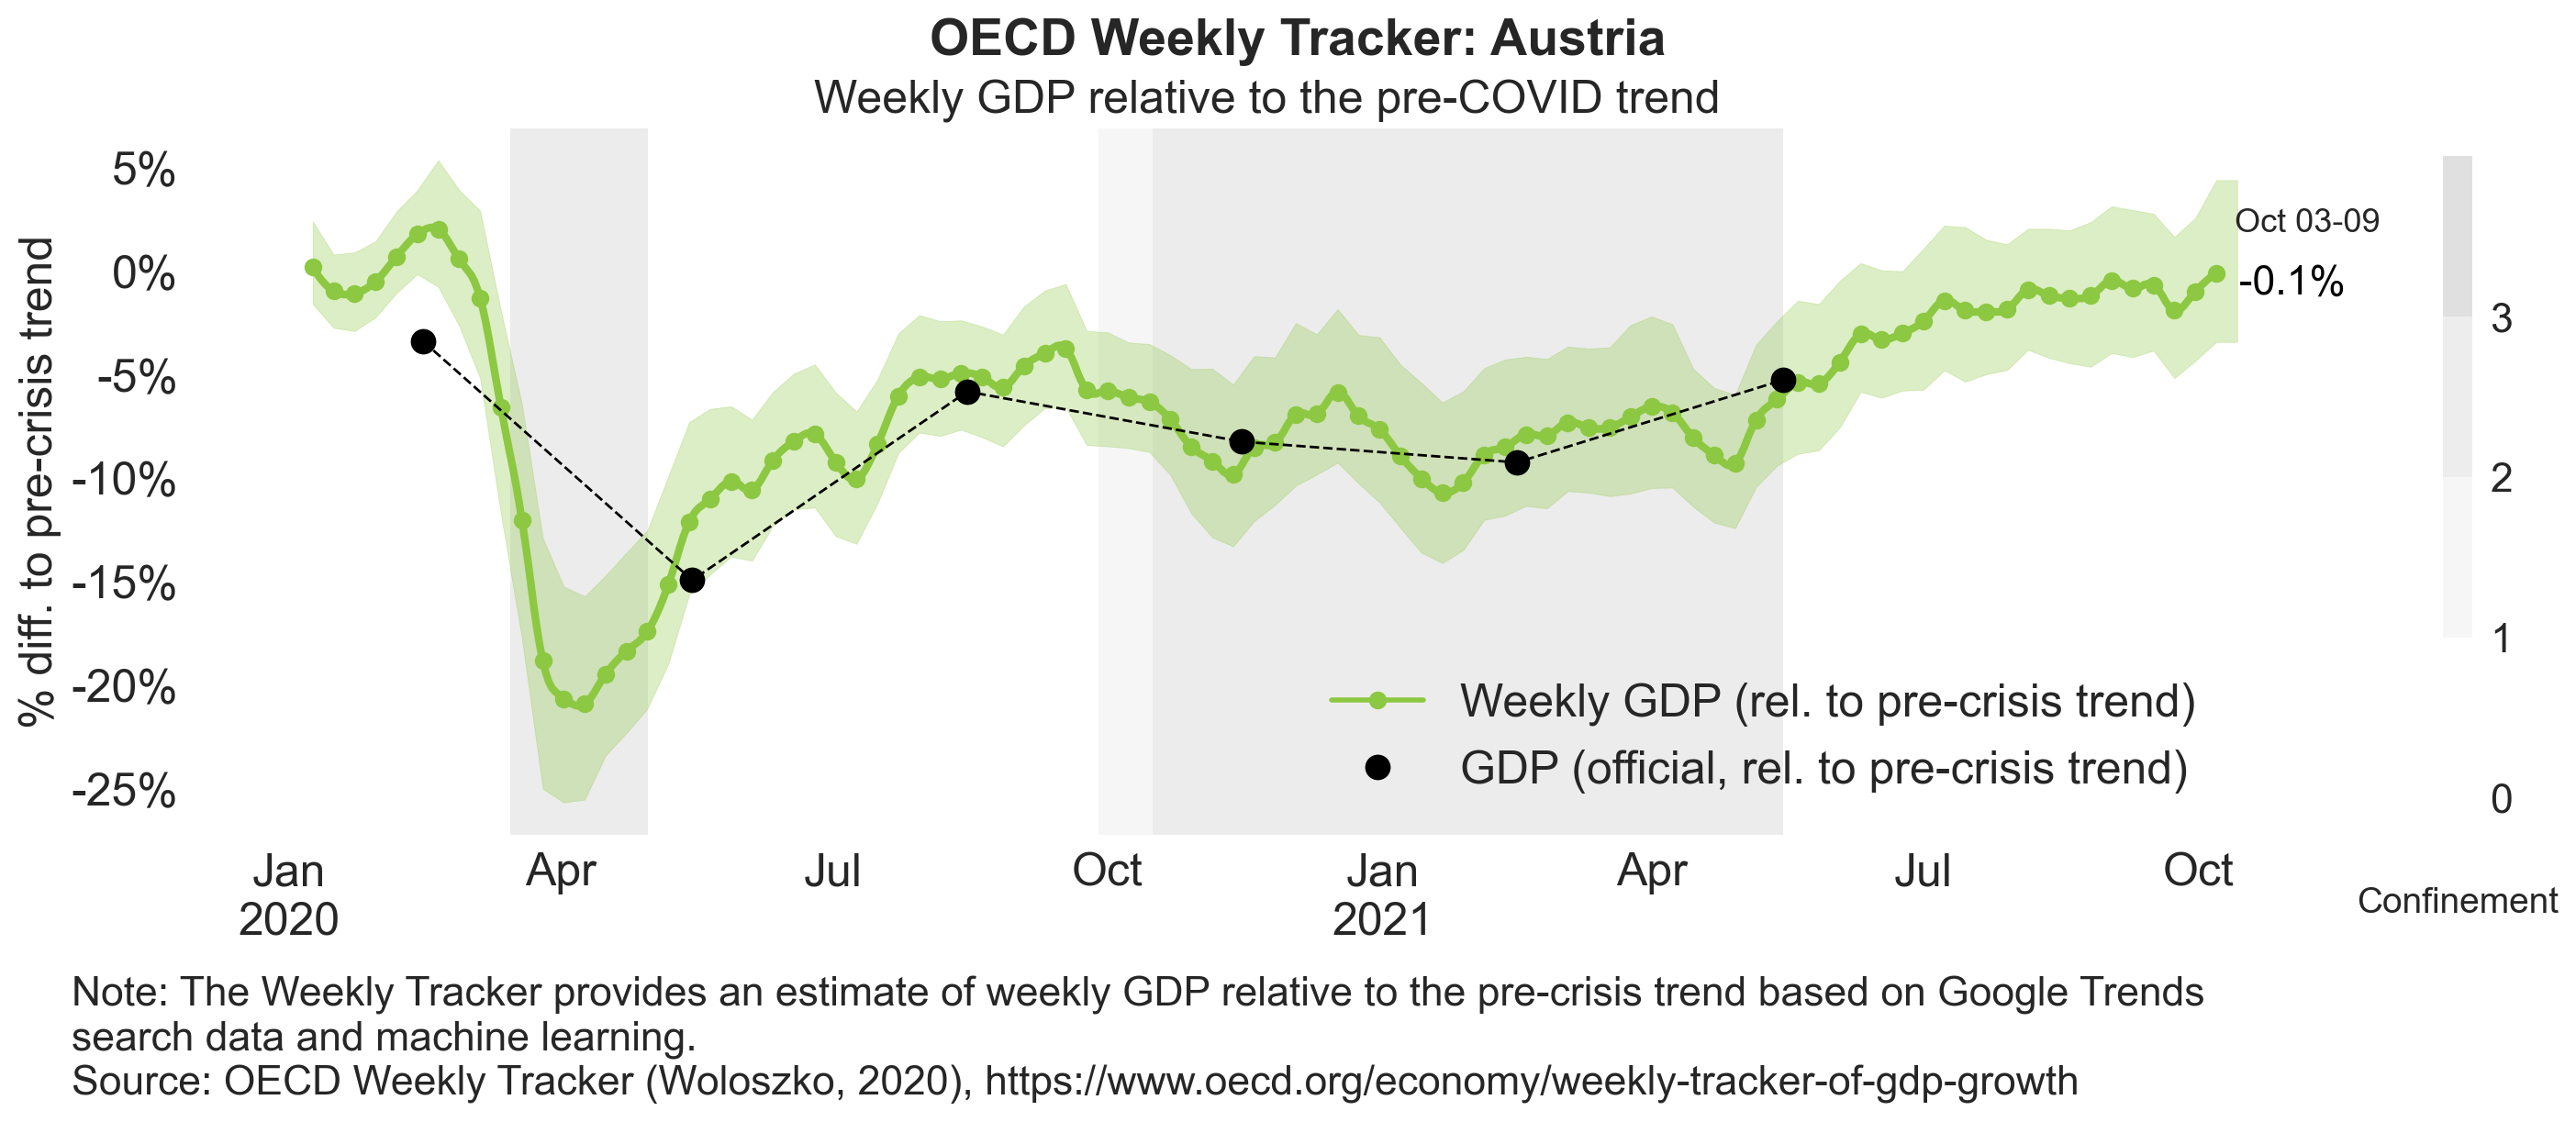 OECD Weekly Tracker: Austria
Weekly GDP relative to the pre-COVID trend
% diff. to pre-crisis trend
5%
0%
-5%
-10%
-15%
-20%
-25%
Oct 03-09
-0.1%
3
2
1
0
Confinement
Weekly GDP (rel. to pre-crisis trend)
GDP (official, rel. to pre-crisis trend)
Jan Apr Jul Oct Jan Apr Jul Oct
2020 2021
Note: The Weekly Tracker provides an estimate of weekly GDP relative to the pre-crisis trend based on Google Trends
search data and machine learning.
Source: OECD Weekly Tracker (Woloszko, 2020), https://www.oecd.org/economy/weekly-tracker-of-gdp-growth